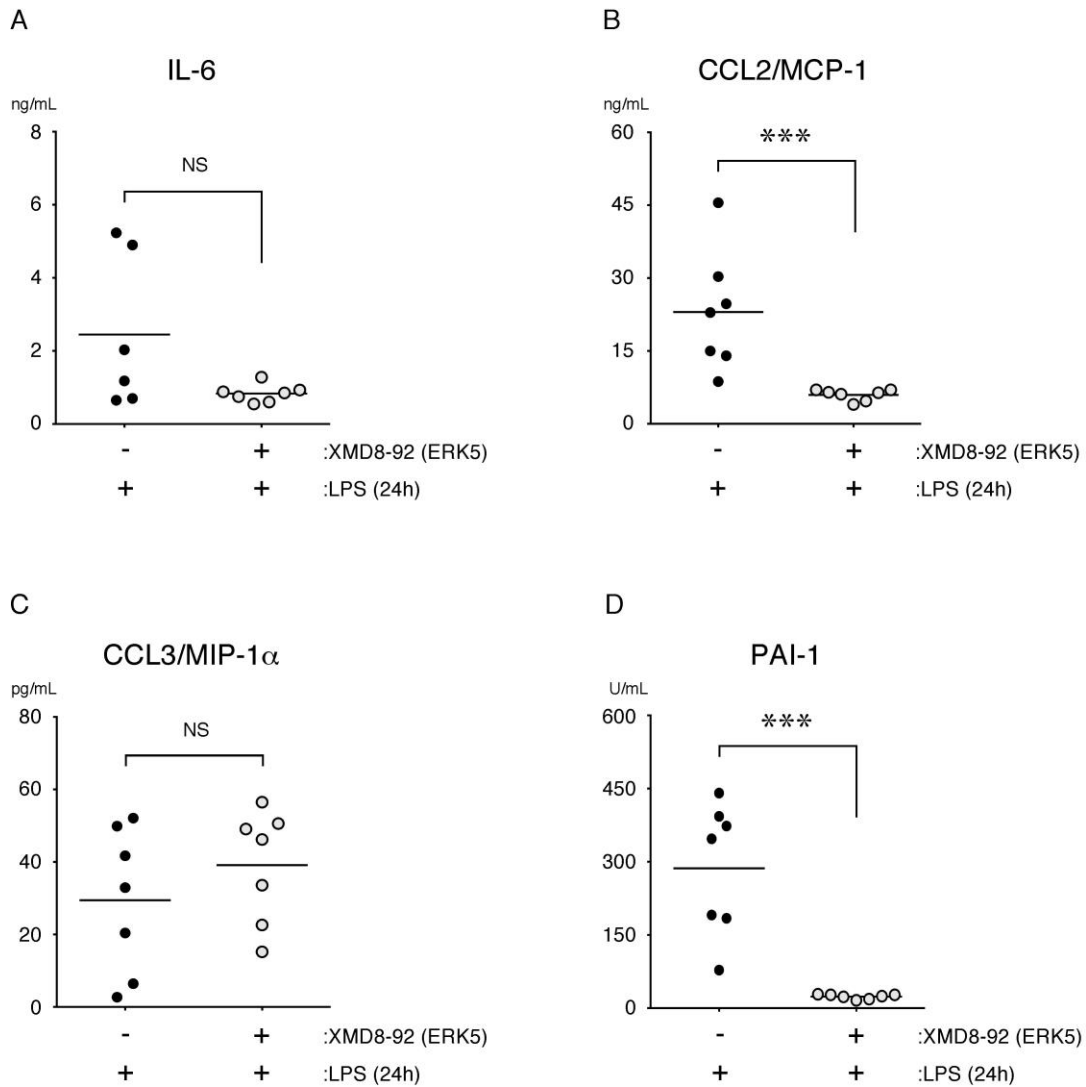 A
IL-6
ng/mL
8
NS
6
4
2
0
- + :XMD8-92 (ERK5)
+ + :LPS (24h)
B
CCL2/MCP-1
ng/mL
60
***
45
30
15
0
- + :XMD8-92 (ERK5)
+ + :LPS (24h)
C
CCL3/MIP-1α
pg/mL
80
NS
60
40
20
0
- + :XMD8-92 (ERK5)
+ + :LPS (24h)
D
PAI-1
U/mL
600
***
450
300
150
0
- + :XMD8-92 (ERK5)
+ + :LPS (24h)